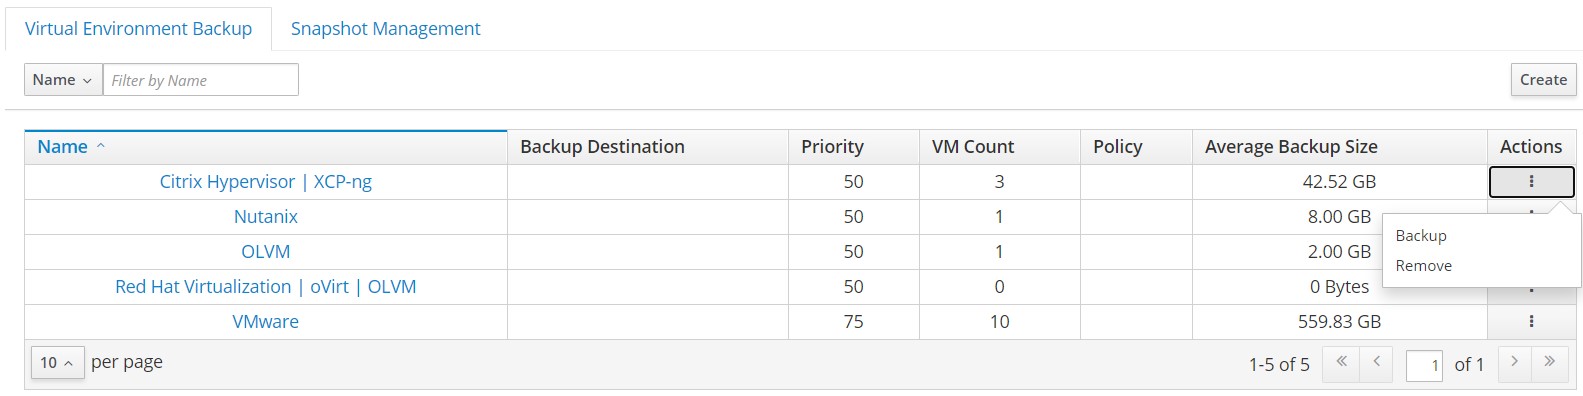 Virtual Environment Backup Snapshot Management
Name Filter by Name Create
Name Backup Destination Priority VM Count Policy Average Backup Size Actions
Citrix Hypervisor | XCP-ng 50 3 42.52 GB
Nutanix 50 1 8.00 GB
Backup
OLVM 50 1 2.00 GB
Remove
Red Hat Virtualization | oVirt | OLVM 50 0 0 Bytes
VMware 75 10 559.83 GB
10 per page 1-5 of 5 1 of 1